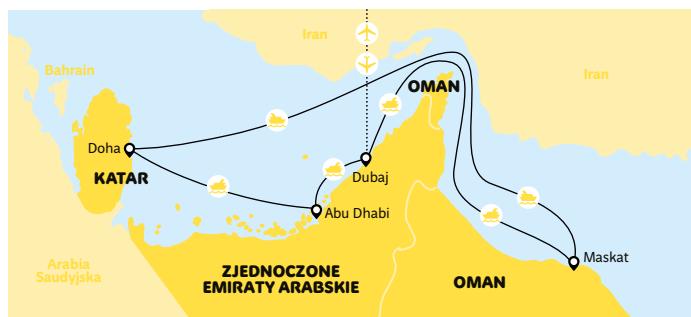 Iran
Bahrain
Iran
OMAN
Doha
KATAR
Dubaj
Abu Dhabi
Maskat
Arabia
Saudyjska
ZJEDNOCZONE
EMIRATY ARABSKIE
OMAN